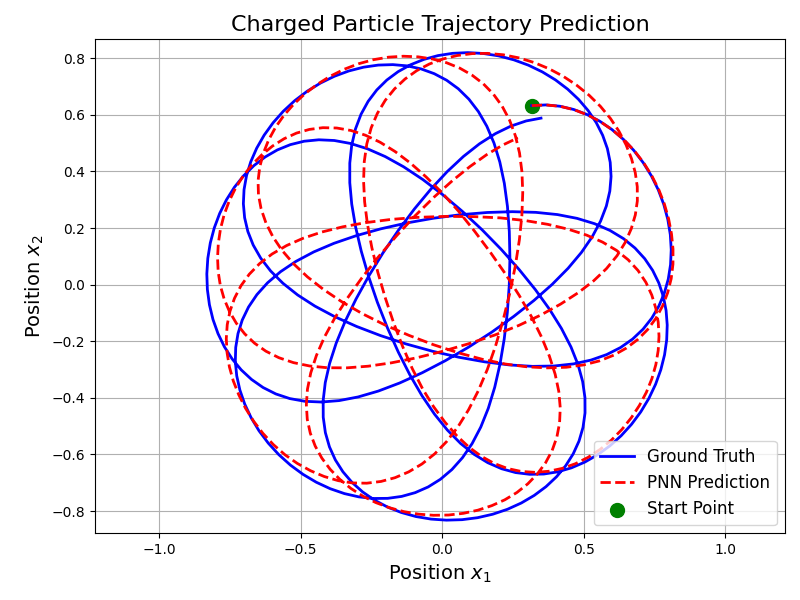 Charged Particle Trajectory Prediction
Position x₂
0.8
0.6
0.4
0.2
0.0
−0.2
−0.4
−0.6
−0.8
Ground Truth
PNN Prediction
Start Point
−1.0 −0.5 0.0 0.5 1.0
Position x₁